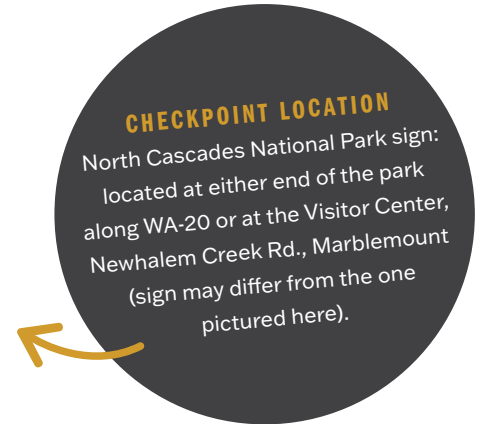 CHECKPOINT LOCATION
North Cascades National Park sign:
located at either end of the park
along WA-20 or at the Visitor Center,
Newhalem Creek Rd., Marblemount
(sign may differ from the one
pictured here).